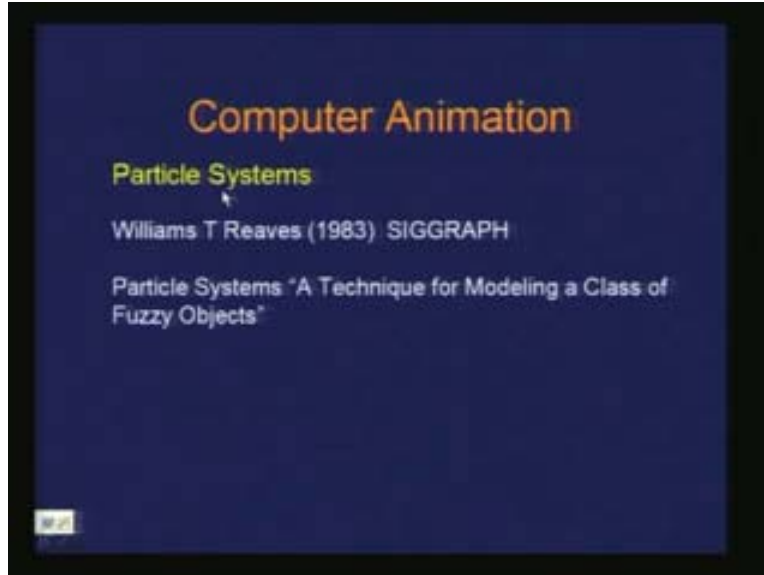 Computer Animation
Particle Systems
Williams T Reaves (1983) SIGGRAPH
Particle Systems "A Technique for Modeling a Class of
Fuzzy Objects"